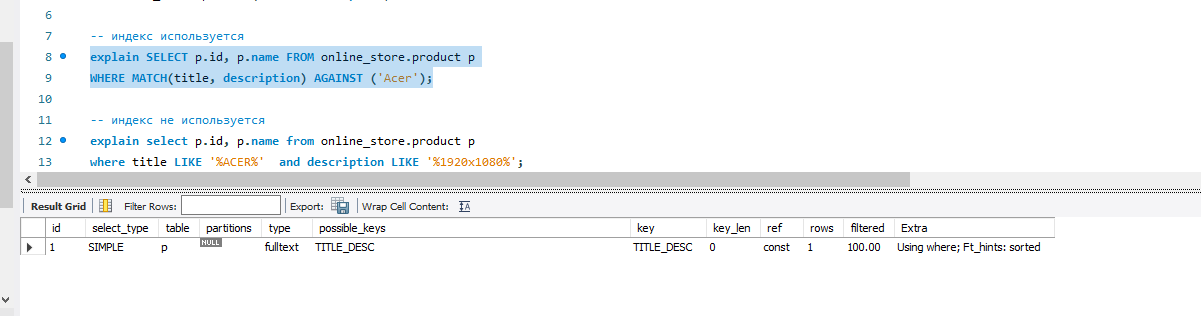 6
7 -- индекс используется
8 explain SELECT p.id, p.name FROM online_store.product p
9 WHERE MATCH(title, description) AGAINST ('Acer');
10
11 -- индекс не используется
12 explain select p.id, p.name from online_store.product p
13 where title LIKE '%ACER%'  and description LIKE '%1920x1080%';
Result Grid Filter Rows: Export: Wrap Cell Content:
id select_type table partitions type possible_keys key key_len ref rows filtered Extra
1 SIMPLE p NULL fulltext TITLE_DESC TITLE_DESC 0 const 1 100.00 Using where; Ft_hints: sorted